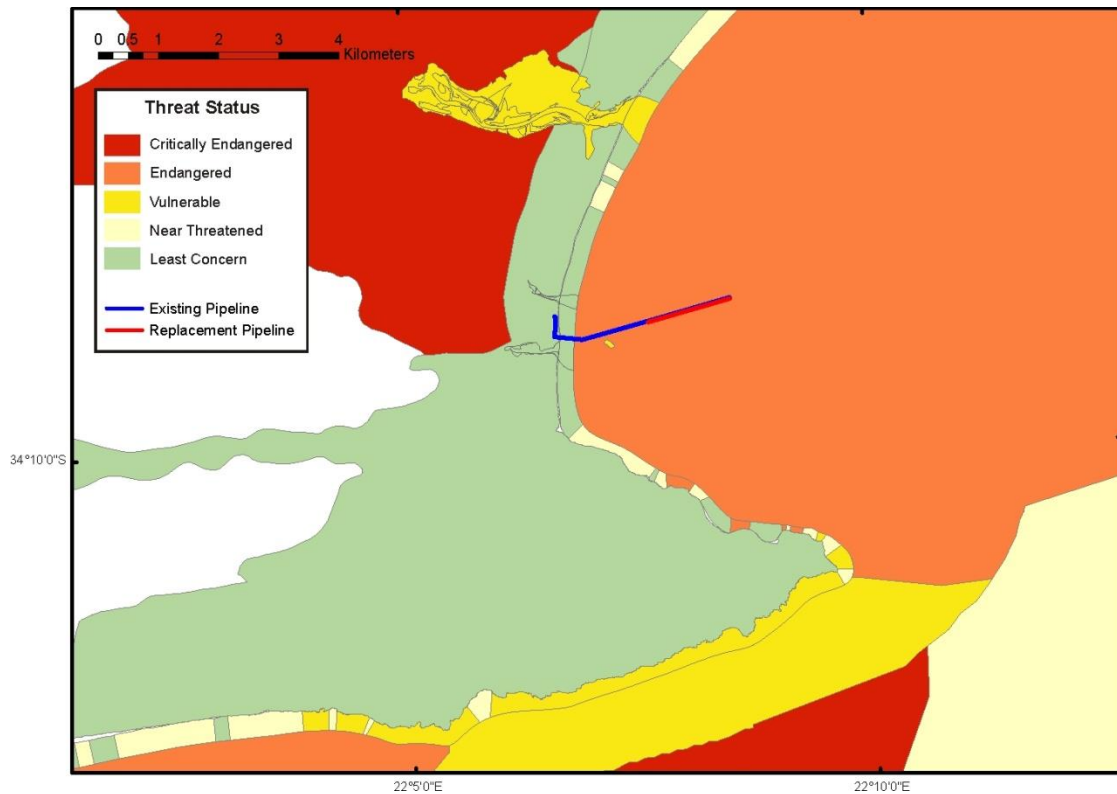 0 0.5 1 2 3 4
Kilometers
Threat Status
Critically Endangered
Endangered
Vulnerable
Near Threatened
Least Concern
Existing Pipeline
Replacement Pipeline
34°10'0"S
22°5'0"E 22°10'0"E